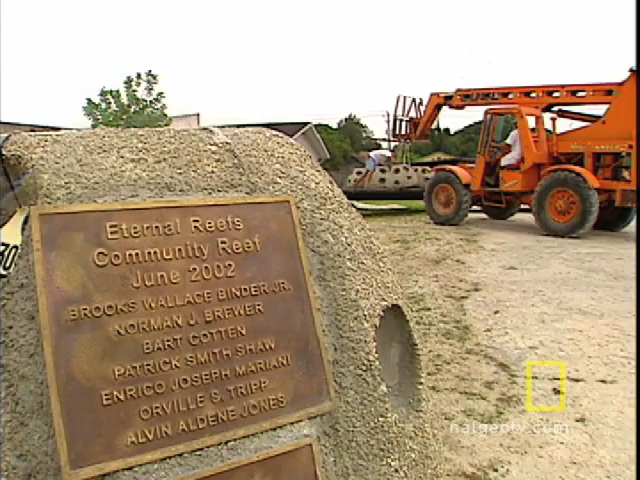 Eternal Reefs
Community Reef
June 2002
BROOKS WALLACE BINDER JR.
NORMAN J. BREWER
BART COTTEN
PATRICK SMITH SHAW
ENRICO JOSEPH MARIANI
ORVILLE S. TRIPP
ALVIN ALDENE JONES
natgeotv.com